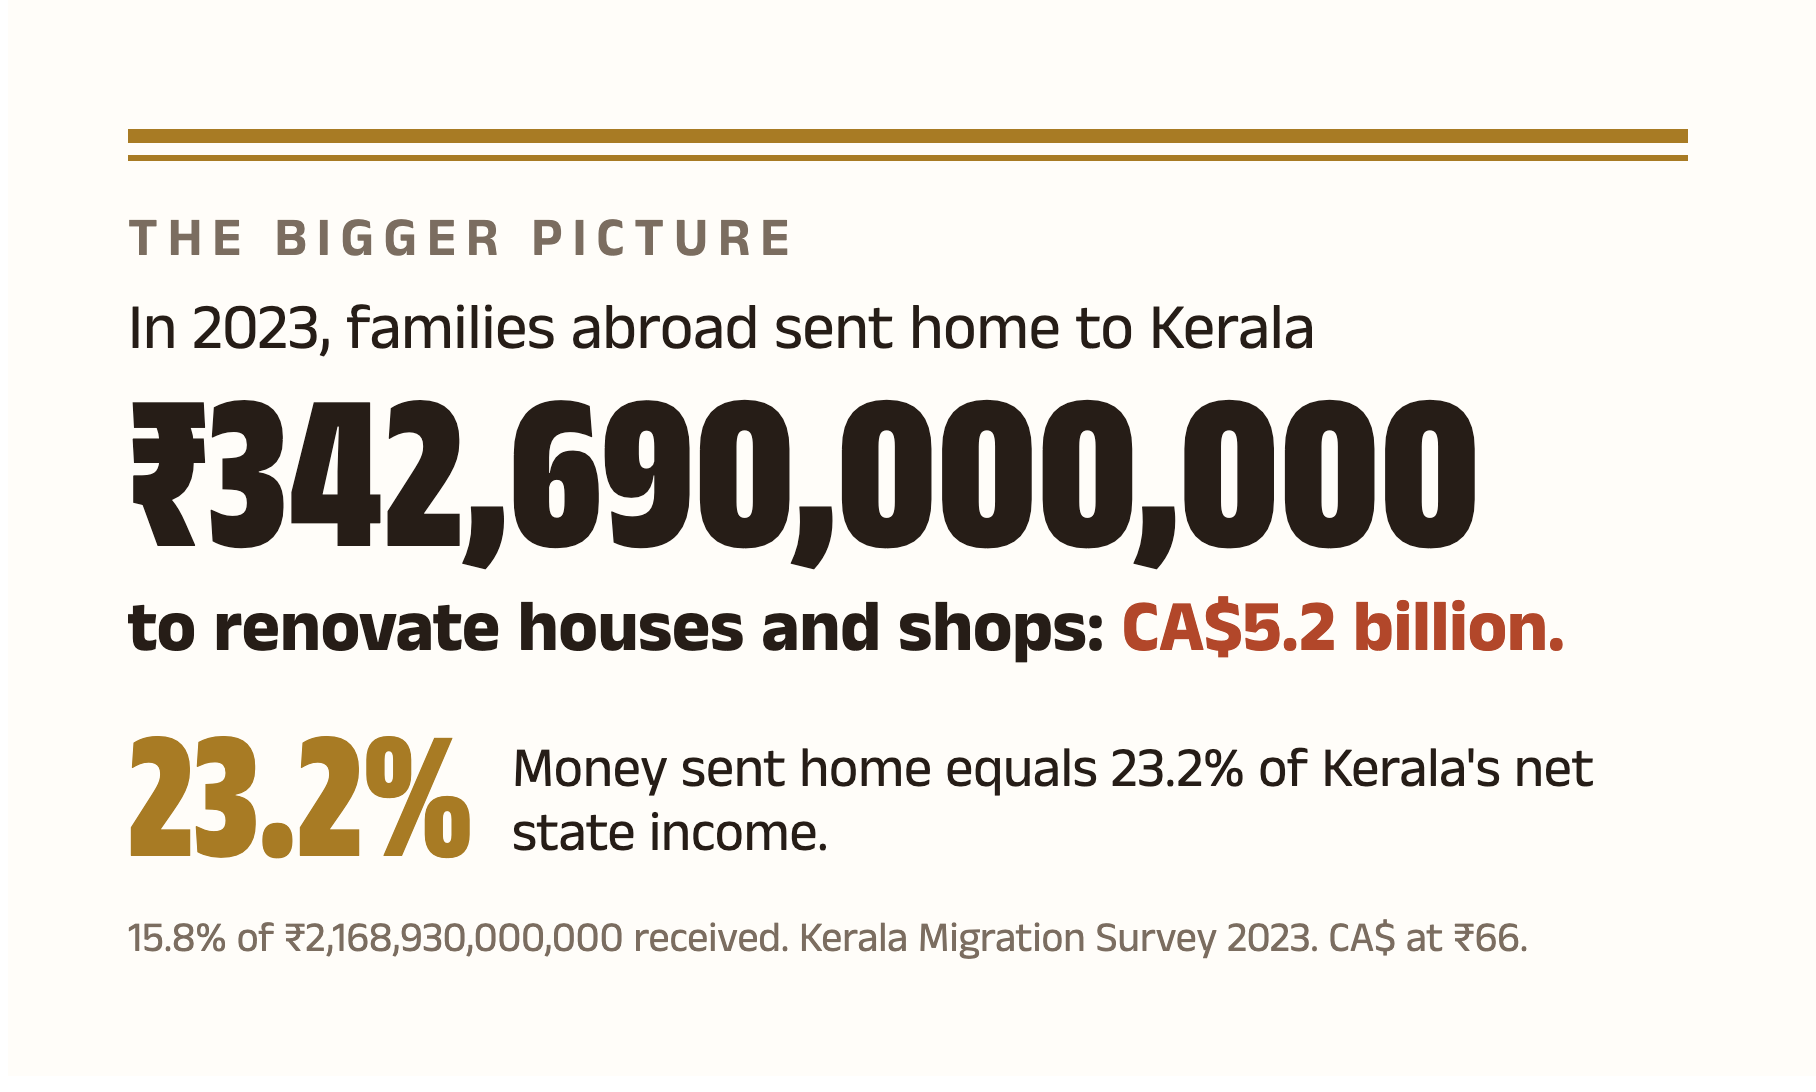 THE BIGGER PICTURE
In 2023, families abroad sent home to Kerala
₹342,690,000,000
to renovate houses and shops: CA$5.2 billion.
23.2%
Money sent home equals 23.2% of Kerala's net
state income.
15.8% of ₹2,168,930,000,000 received. Kerala Migration Survey 2023. CA$ at ₹66.